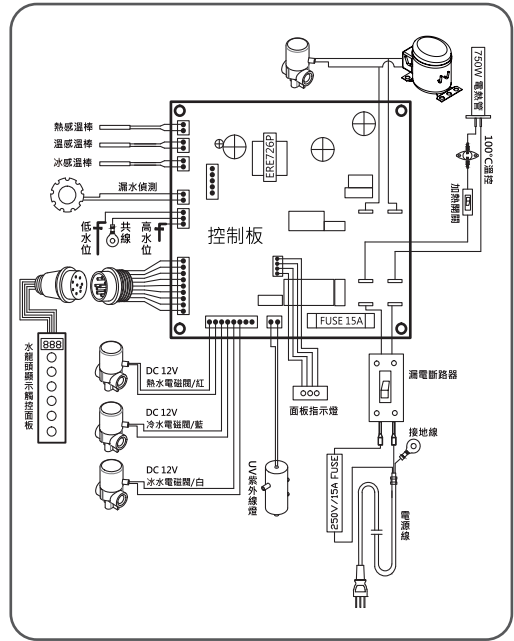 750W 電熱管
100°C溫控
加熱開關
熱感溫棒
溫感溫棒
冰感溫棒
漏水偵測
低水位
共線
高水位
ERE726P
控制板
FUSE 15A
888
水龍頭顯示觸控面板
DC 12V
熱水電磁閥/紅
DC 12V
冷水電磁閥/藍
DC 12V
冰水電磁閥/白
UV紫外線燈
面板指示燈
漏電斷路器
接地線
250V/15A FUSE
電源線